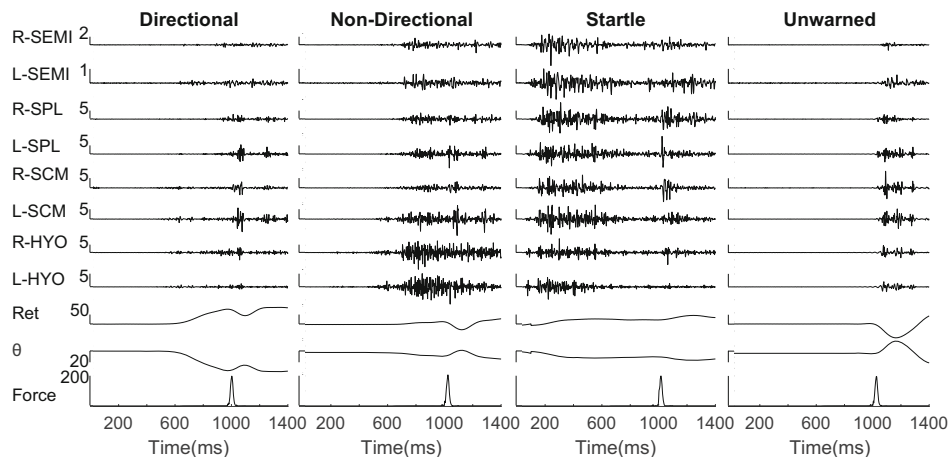 Directional Non-Directional Startle Unwarned
R-SEMI 2
L-SEMI 1
R-SPL 5
L-SPL 5
R-SCM 5
L-SCM 5
R-HYO 5
L-HYO 5
Ret 50
θ 20
Force 200
200 600 1000 1400 200 600 1000 1400 200 600 1000 1400 200 600 1000 1400
Time(ms) Time(ms) Time(ms) Time(ms)